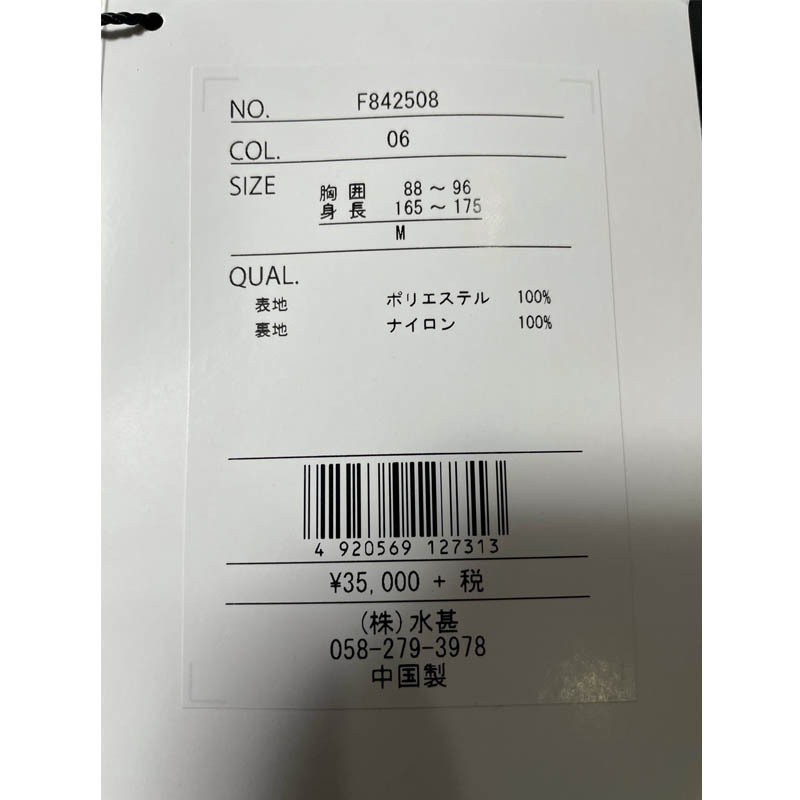 NO. F842508
COL. 06
SIZE 胸囲 88～96
身長 165～175
M
QUAL.
表地 ポリエステル 100%
裏地 ナイロン 100%
4 920569 127313
¥35,000 + 税
(株)水甚
058-279-3978
中国製